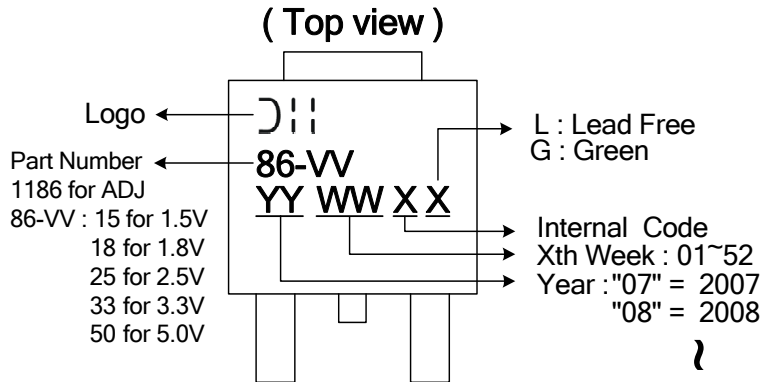 ( Top view )
Logo
86-VV
YY WW X X
L : Lead Free
G : Green
Part Number
1186 for ADJ
86-VV : 15 for 1.5V
18 for 1.8V
25 for 2.5V
33 for 3.3V
50 for 5.0V
Internal Code
Xth Week : 01~52
Year : "07" = 2007
"08" = 2008
~